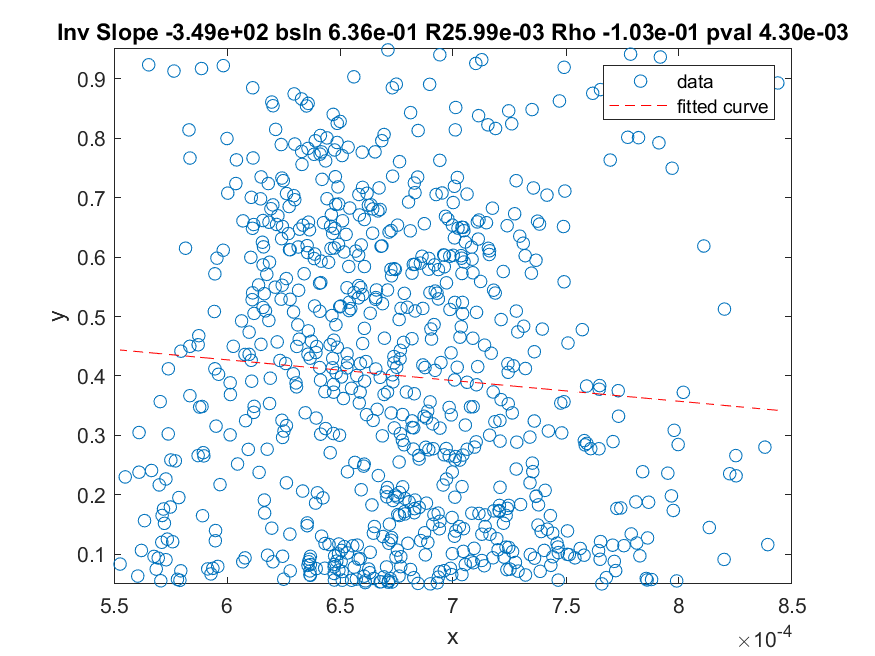 Inv Slope -3.49e+02 bsln 6.36e-01 R25.99e-03 Rho -1.03e-01 pval 4.30e-03
data
fitted curve
0.9
0.8
0.7
0.6
0.5
0.4
0.3
0.2
0.1
y
5.5 6 6.5 7 7.5 8 8.5
x
×10-4